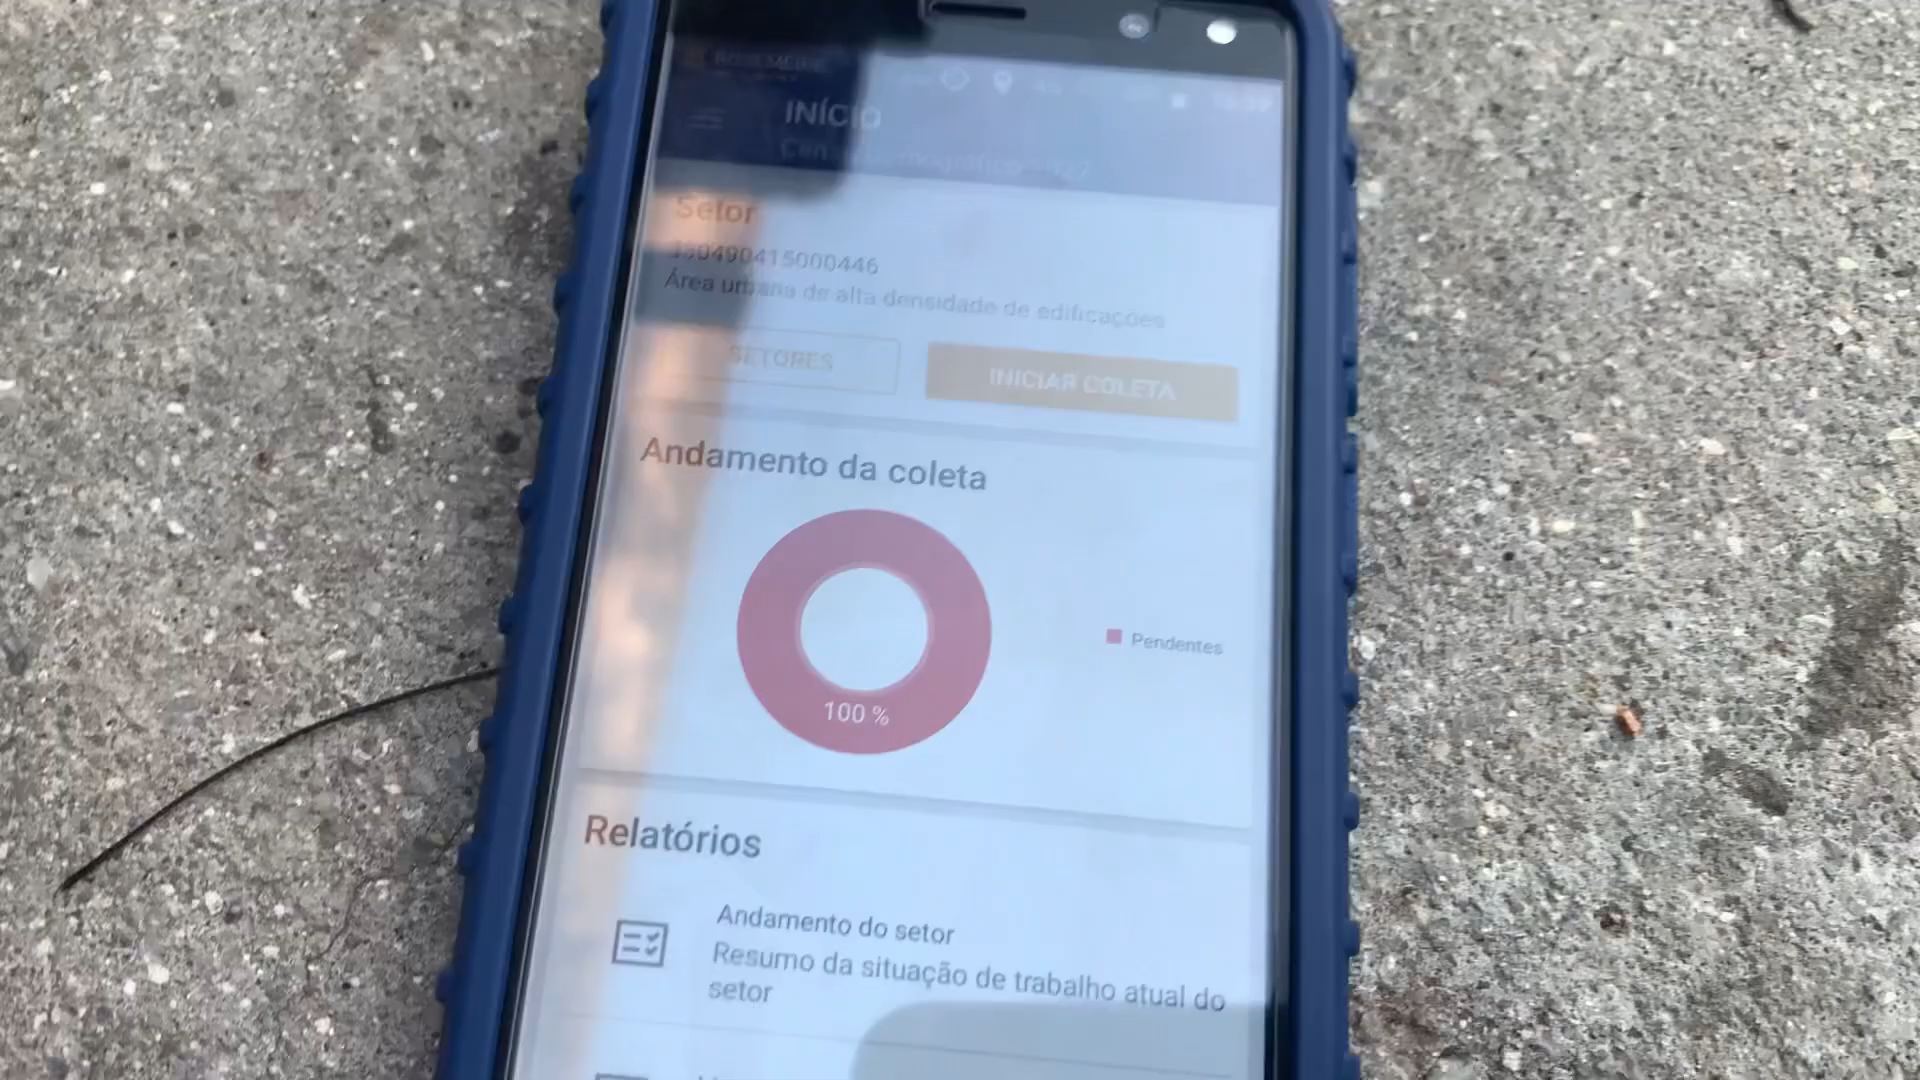 INÍCIO
Setor
Área urbana de alta densidade de edificações
SETORES
INICIAR COLETA
Andamento da coleta
100 %
Pendentes
Relatórios
Andamento do setor
Resumo da situação de trabalho atual do
setor